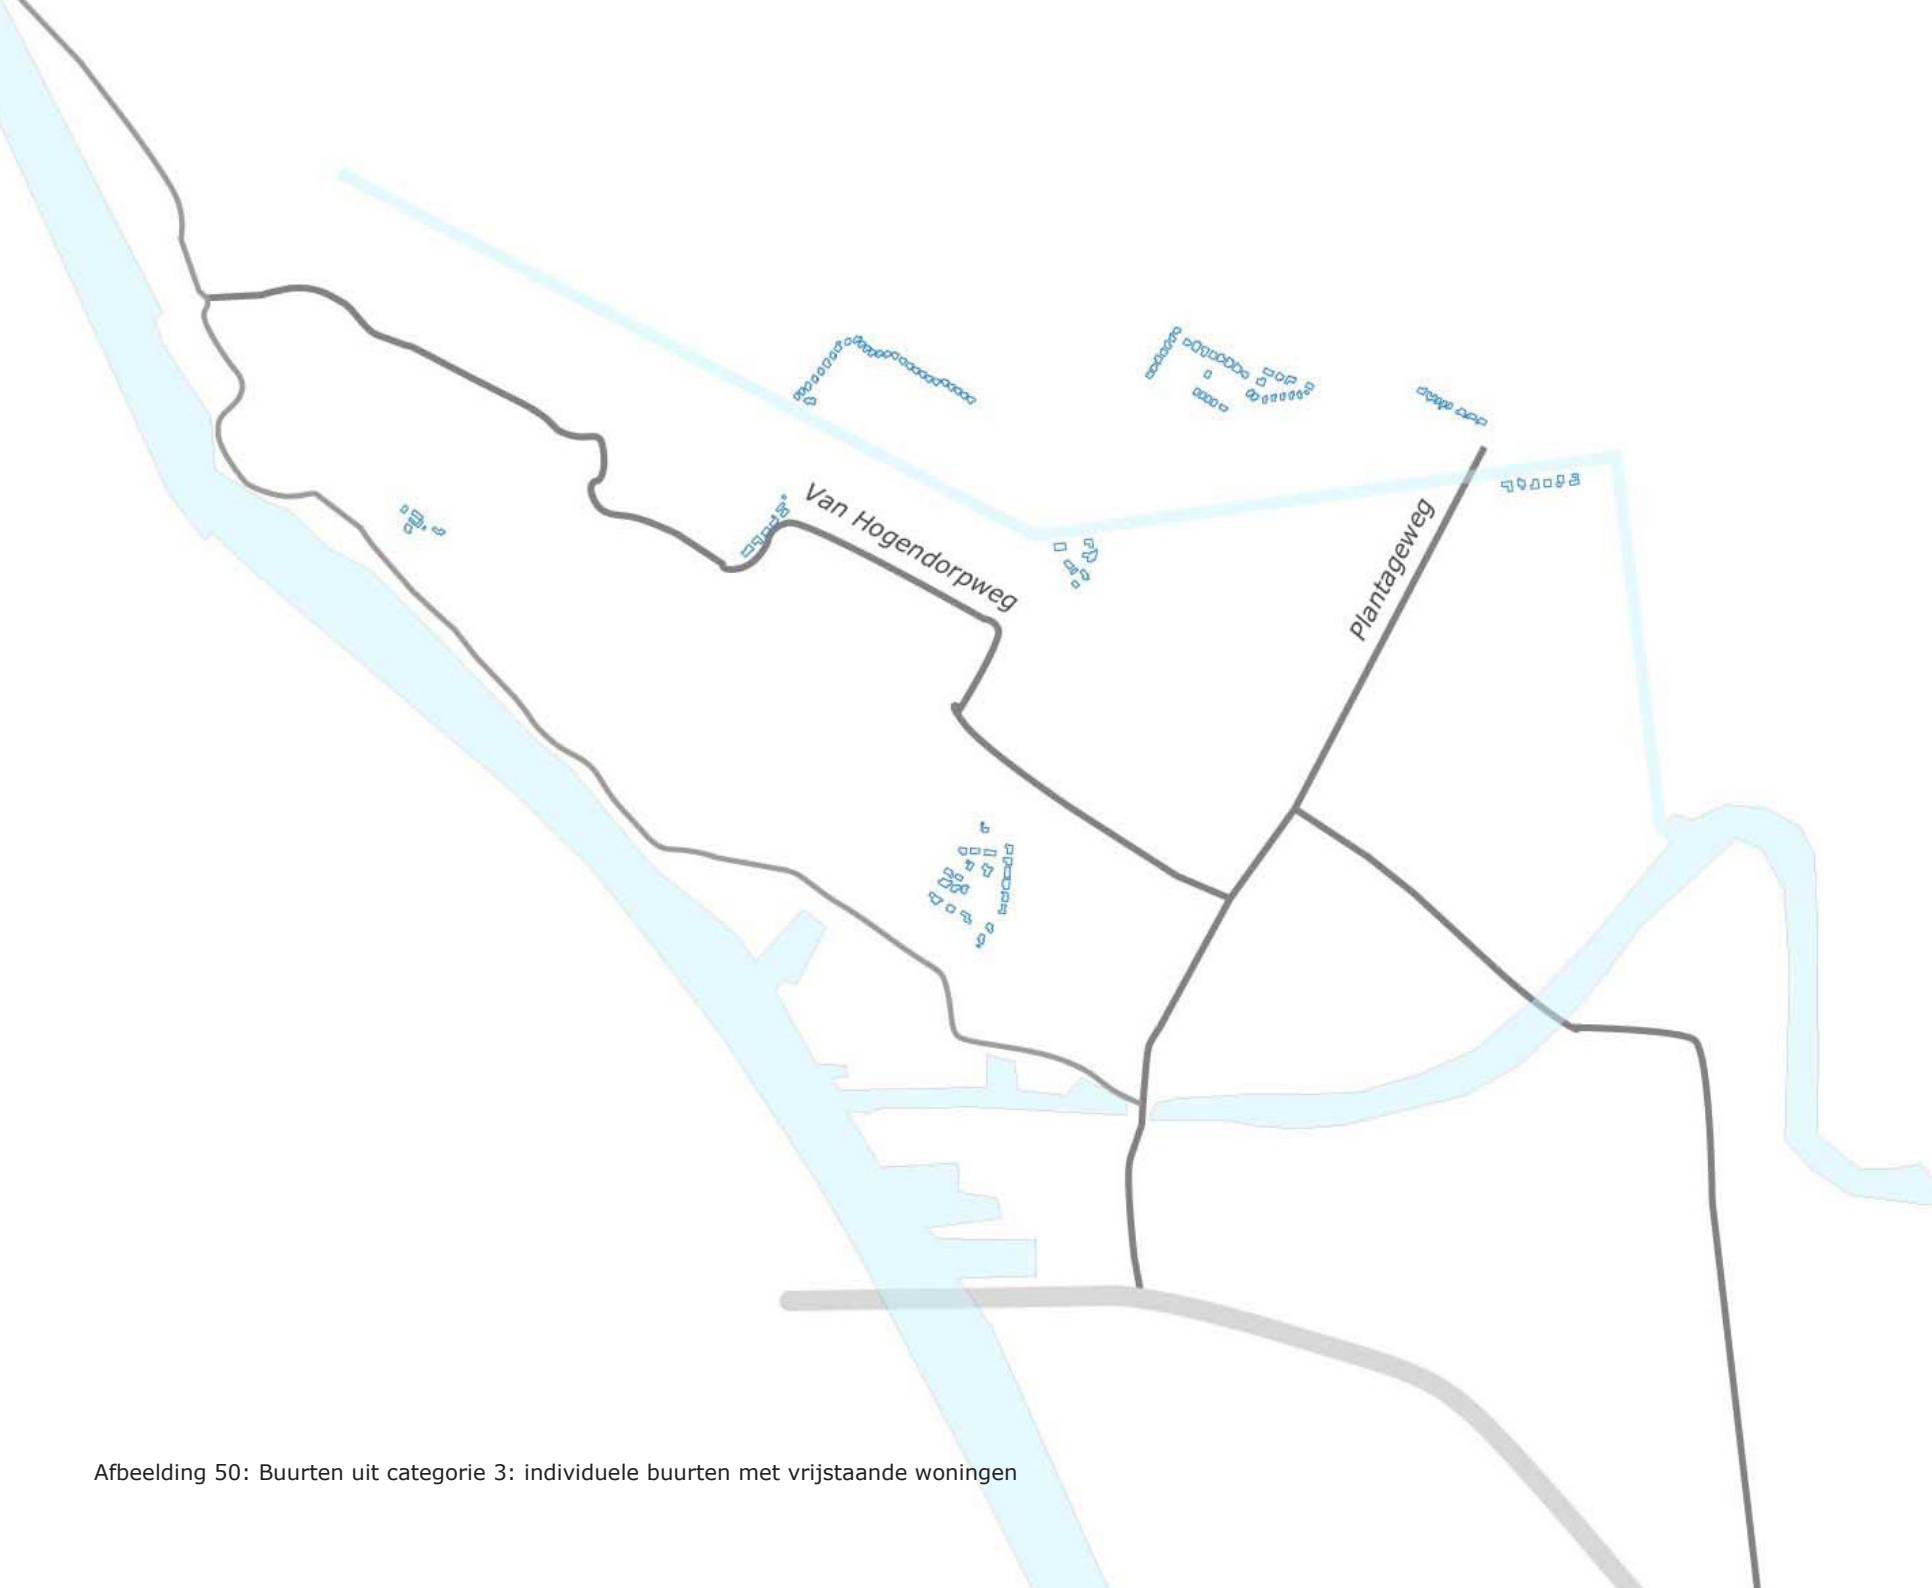 Van Hogendorpweg
Plantageweg
Afbeelding 50: Buurten uit categorie 3: individuele buurten met vrijstaande woningen